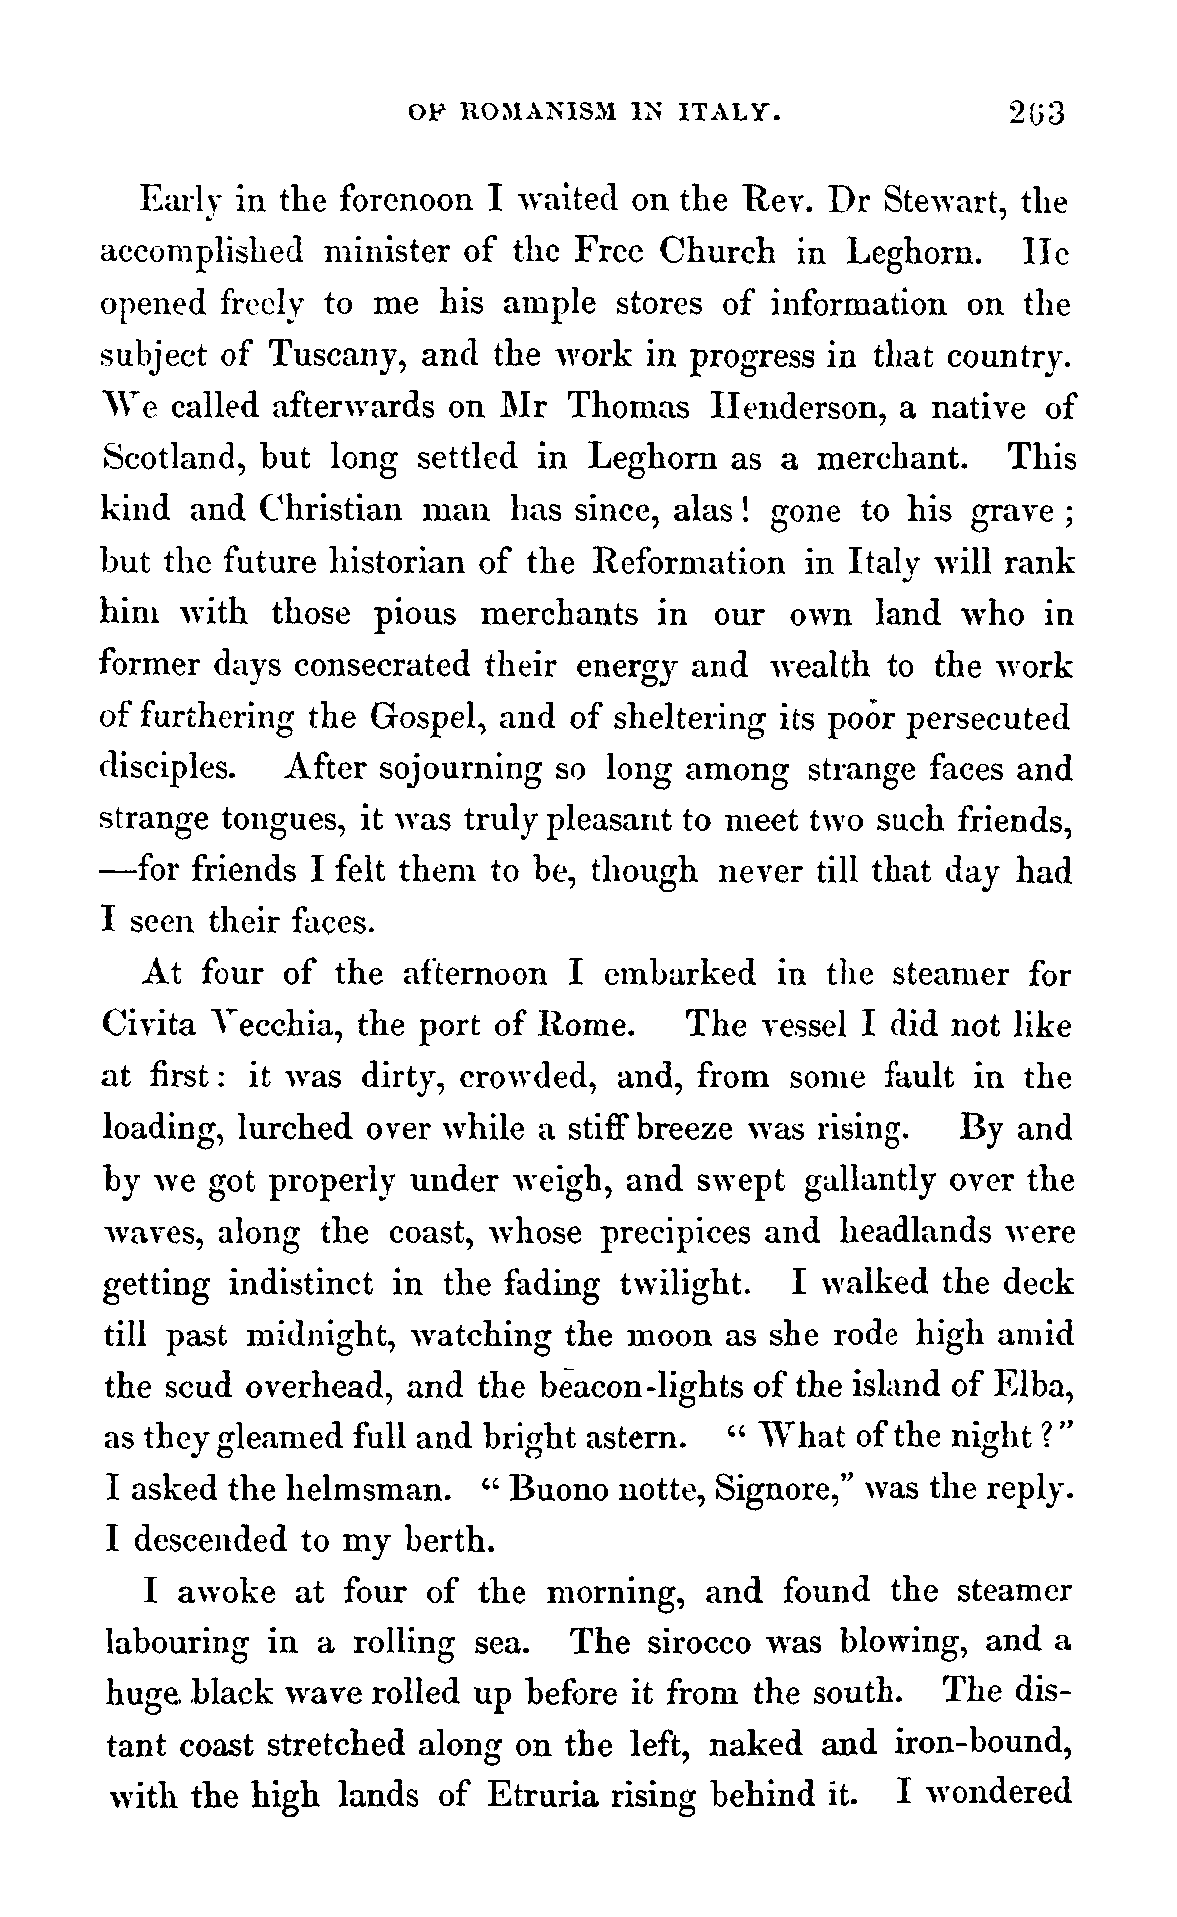 OF ROMANISM IN ITALY. 263
Early in the forenoon I waited on the Rev. Dr Stewart, the
accomplished minister of the Free Church in Leghorn. He
opened freely to me his ample stores of information on the
subject of Tuscany, and the work in progress in that country.
We called afterwards on Mr Thomas Henderson, a native of
Scotland, but long settled in Leghorn as a merchant. This
kind and Christian man has since, alas! gone to his grave;
but the future historian of the Reformation in Italy will rank
him with those pious merchants in our own land who in
former days consecrated their energy and wealth to the work
of furthering the Gospel, and of sheltering its poor persecuted
disciples. After sojourning so long among strange faces and
strange tongues, it was truly pleasant to meet two such friends,
—for friends I felt them to be, though never till that day had
I seen their faces.
At four of the afternoon I embarked in the steamer for
Civita Vecchia, the port of Rome. The vessel I did not like
at first: it was dirty, crowded, and, from some fault in the
loading, lurched over while a stiff breeze was rising. By and
by we got properly under weigh, and swept gallantly over the
waves, along the coast, whose precipices and headlands were
getting indistinct in the fading twilight. I walked the deck
till past midnight, watching the moon as she rode high amid
the scud overhead, and the beacon-lights of the island of Elba,
as they gleamed full and bright astern. “What of the night?”
I asked the helmsman. “Buono notte, Signore,” was the reply.
I descended to my berth.
I awoke at four of the morning, and found the steamer
labouring in a rolling sea. The sirocco was blowing, and a
huge black wave rolled up before it from the south. The dis-
tant coast stretched along on the left, naked and iron-bound,
with the high lands of Etruria rising behind it. I wondered